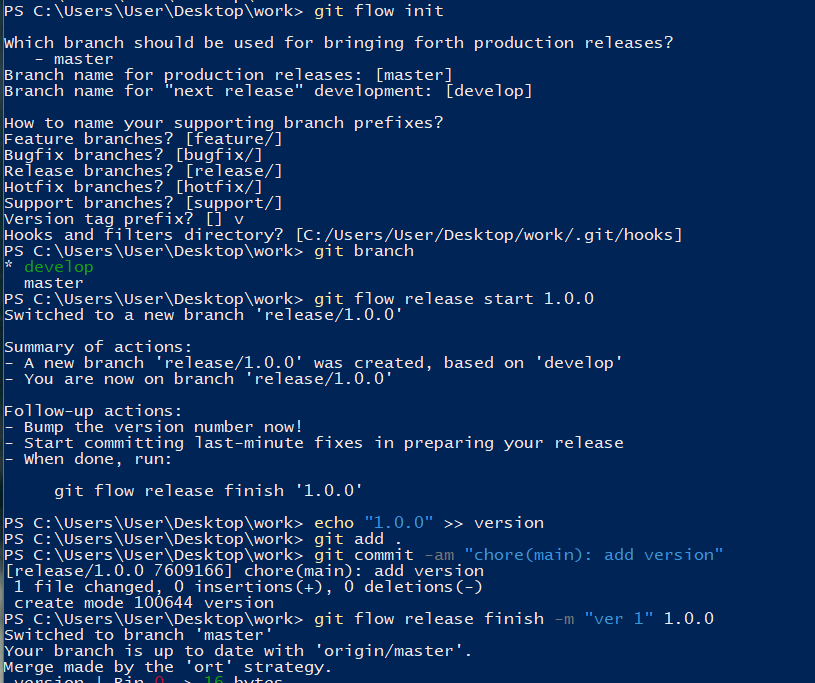 PS C:\Users\User\Desktop\work> git flow init
Which branch should be used for bringing forth production releases?
- master
Branch name for production releases: [master]
Branch name for "next release" development: [develop]
How to name your supporting branch prefixes?
Feature branches? [feature/]
Bugfix branches? [bugfix/]
Release branches? [release/]
Hotfix branches? [hotfix/]
Support branches? [support/]
Version tag prefix? [] v
Hooks and filters directory? [C:/Users/User/Desktop/work/.git/hooks]
PS C:\Users\User\Desktop\work> git branch
* develop
master
PS C:\Users\User\Desktop\work> git flow release start 1.0.0
Switched to a new branch 'release/1.0.0'
Summary of actions:
- A new branch 'release/1.0.0' was created, based on 'develop'
- You are now on branch 'release/1.0.0'
Follow-up actions:
- Bump the version number now!
- Start committing last-minute fixes in preparing your release
- When done, run:
git flow release finish '1.0.0'
PS C:\Users\User\Desktop\work> echo "1.0.0" >> version
PS C:\Users\User\Desktop\work> git add .
PS C:\Users\User\Desktop\work> git commit -am "chore(main): add version"
[release/1.0.0 7609166] chore(main): add version
1 file changed, 0 insertions(+), 0 deletions(-)
create mode 100644 version
PS C:\Users\User\Desktop\work> git flow release finish -m "ver 1" 1.0.0
Switched to branch 'master'
Your branch is up to date with 'origin/master'.
Merge made by the 'ort' strategy.
version | Bin 0 -> 16 bytes